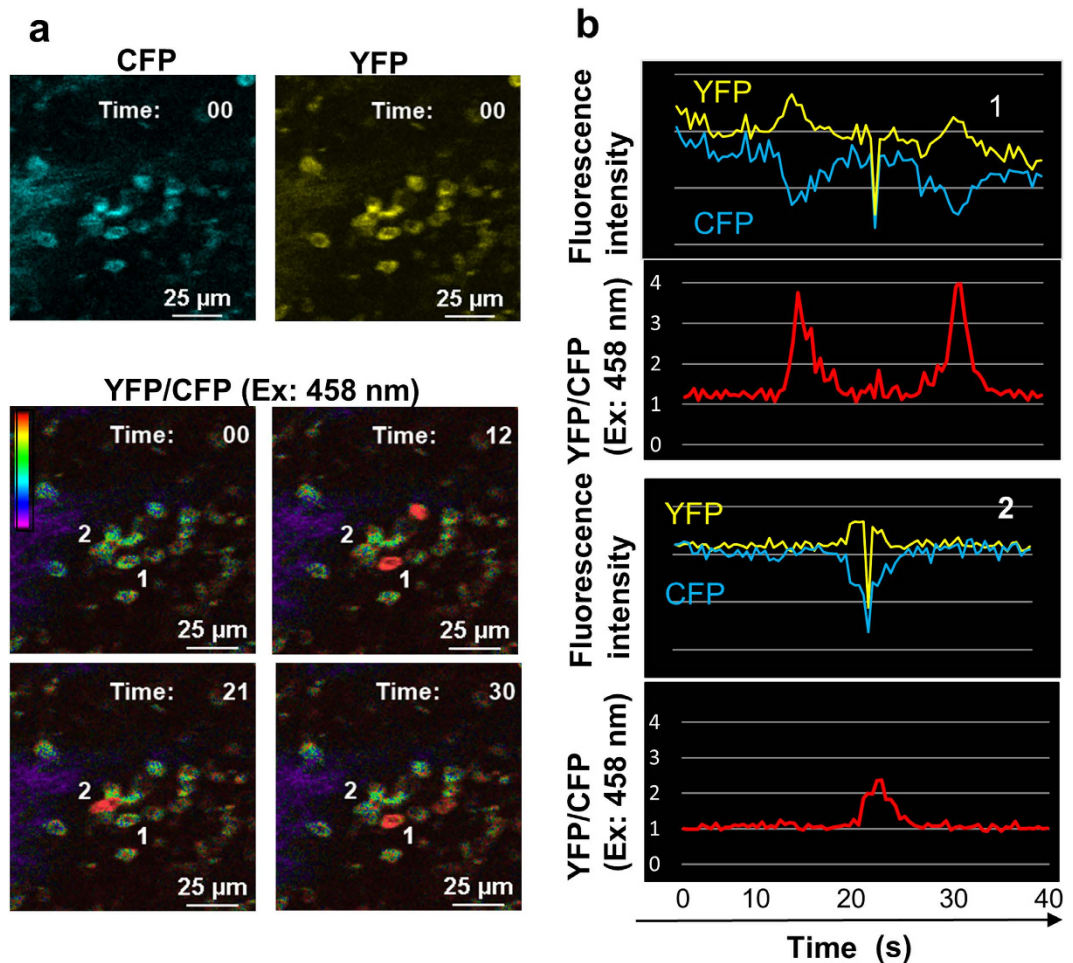 a
CFP
YFP
Time: 00
Time: 00
25 µm
25 µm
YFP/CFP (Ex: 458 nm)
Time: 00
Time: 12
2
1
2
1
25 µm
25 µm
Time: 21
Time: 30
2
1
2
1
25 µm
25 µm
b
Fluorescence
intensity
YFP
1
CFP
YFP/CFP
(Ex: 458 nm)
4
3
2
1
0
Fluorescence
intensity
YFP
2
CFP
YFP/CFP
(Ex: 458 nm)
4
3
2
1
0
0 10 20 30 40
Time (s)